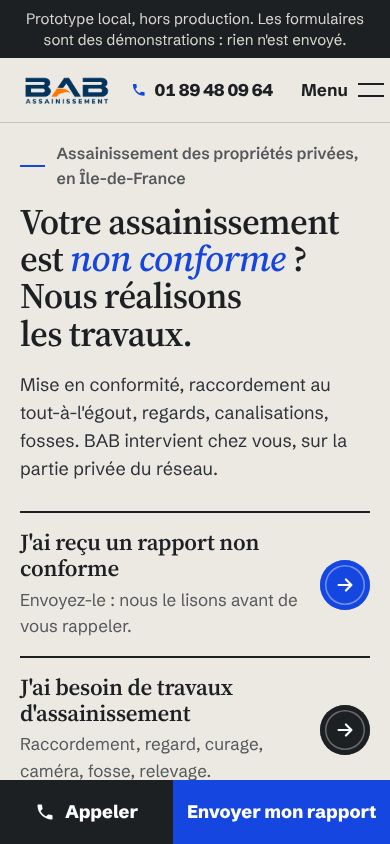 Prototype local, hors production. Les formulaires
sont des démonstrations : rien n'est envoyé.
BAB
ASSAINISSEMENT
01 89 48 09 64
Menu
Assainissement des propriétés privées,
en Île-de-France
Votre assainissement
est non conforme ?
Nous réalisons
les travaux.
Mise en conformité, raccordement au
tout-à-l'égout, regards, canalisations,
fosses. BAB intervient chez vous, sur la
partie privée du réseau.
J'ai reçu un rapport non
conforme
Envoyez-le : nous le lisons avant de
vous rappeler.
J'ai besoin de travaux
d'assainissement
Raccordement, regard, curage,
caméra, fosse, relevage.
Appeler
Envoyer mon rapport